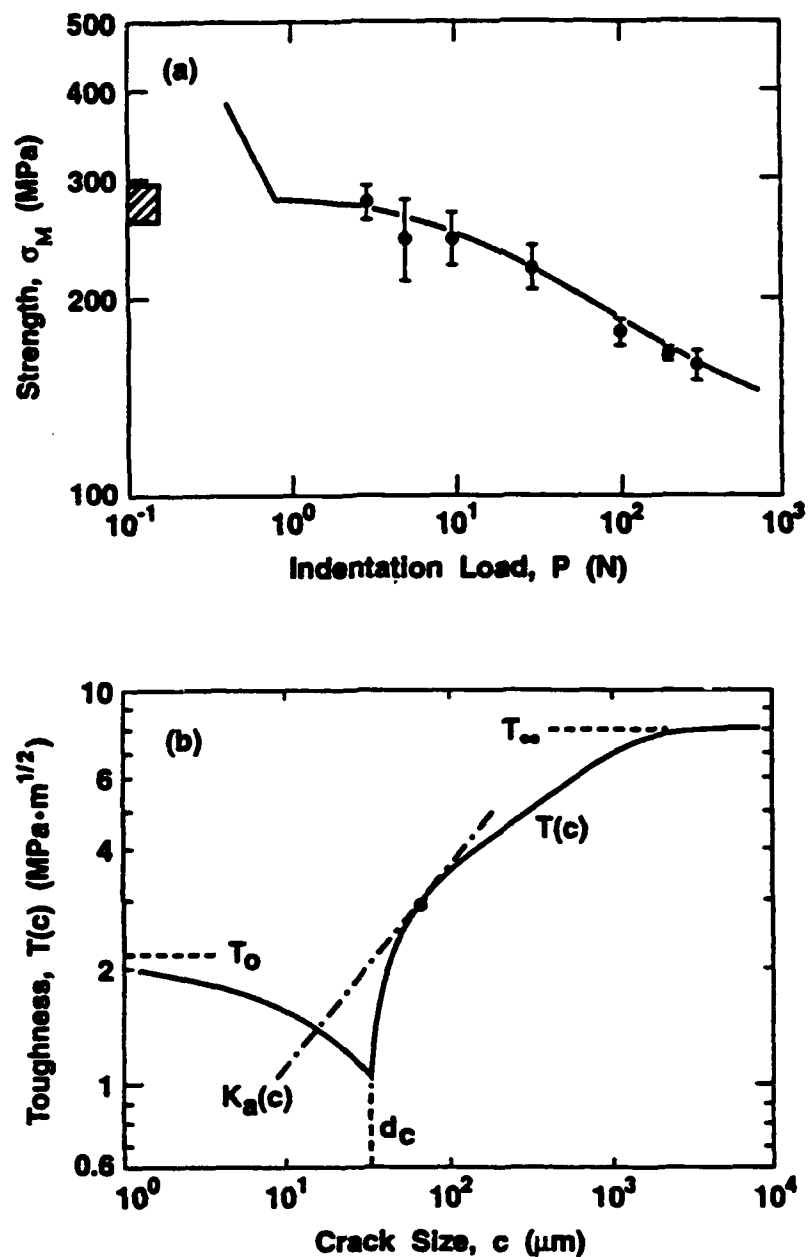 500
(a)
400
300
200
100
Strength, σM (MPa)
10-1 100 101 102 103
Indentation Load, P (N)
10
(b)
T∞
8
6
T(c)
4
To
2
Ka(c)
dc
1
0.6
Toughness, T(c) (MPa·m1/2)
100 101 102 103 104
Crack Size, c (μm)